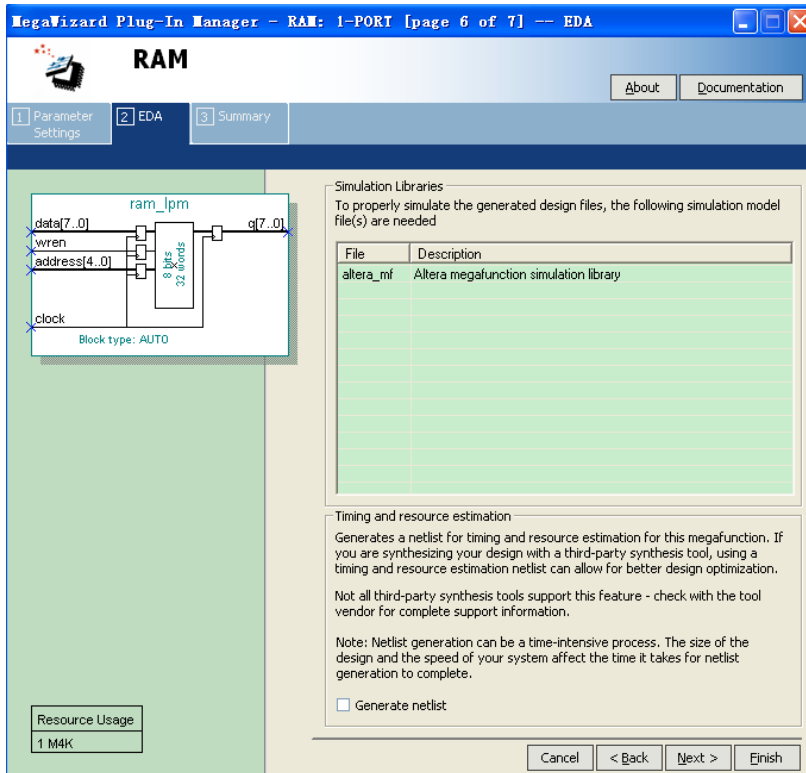 MegaWizard Plug-In Manager - RAM: 1-PORT [page 6 of 7] -- EDA
RAM
About
Documentation
1 Parameter Settings
2 EDA
3 Summary
ram_lpm
data[7..0]
q[7..0]
wren
address[4..0]
8 bits
32 words
clock
Block type: AUTO
Simulation Libraries
To properly simulate the generated design files, the following simulation model
file(s) are needed
File Description
altera_mf Altera megafunction simulation library
Timing and resource estimation
Generates a netlist for timing and resource estimation for this megafunction. If
you are synthesizing your design with a third-party synthesis tool, using a
timing and resource estimation netlist can allow for better design optimization.
Not all third-party synthesis tools support this feature - check with the tool
vendor for complete support information.
Note: Netlist generation can be a time-intensive process. The size of the
design and the speed of your system affect the time it takes for netlist
generation to complete.
Generate netlist
Resource Usage
1 M4K
Cancel
< Back
Next >
Finish